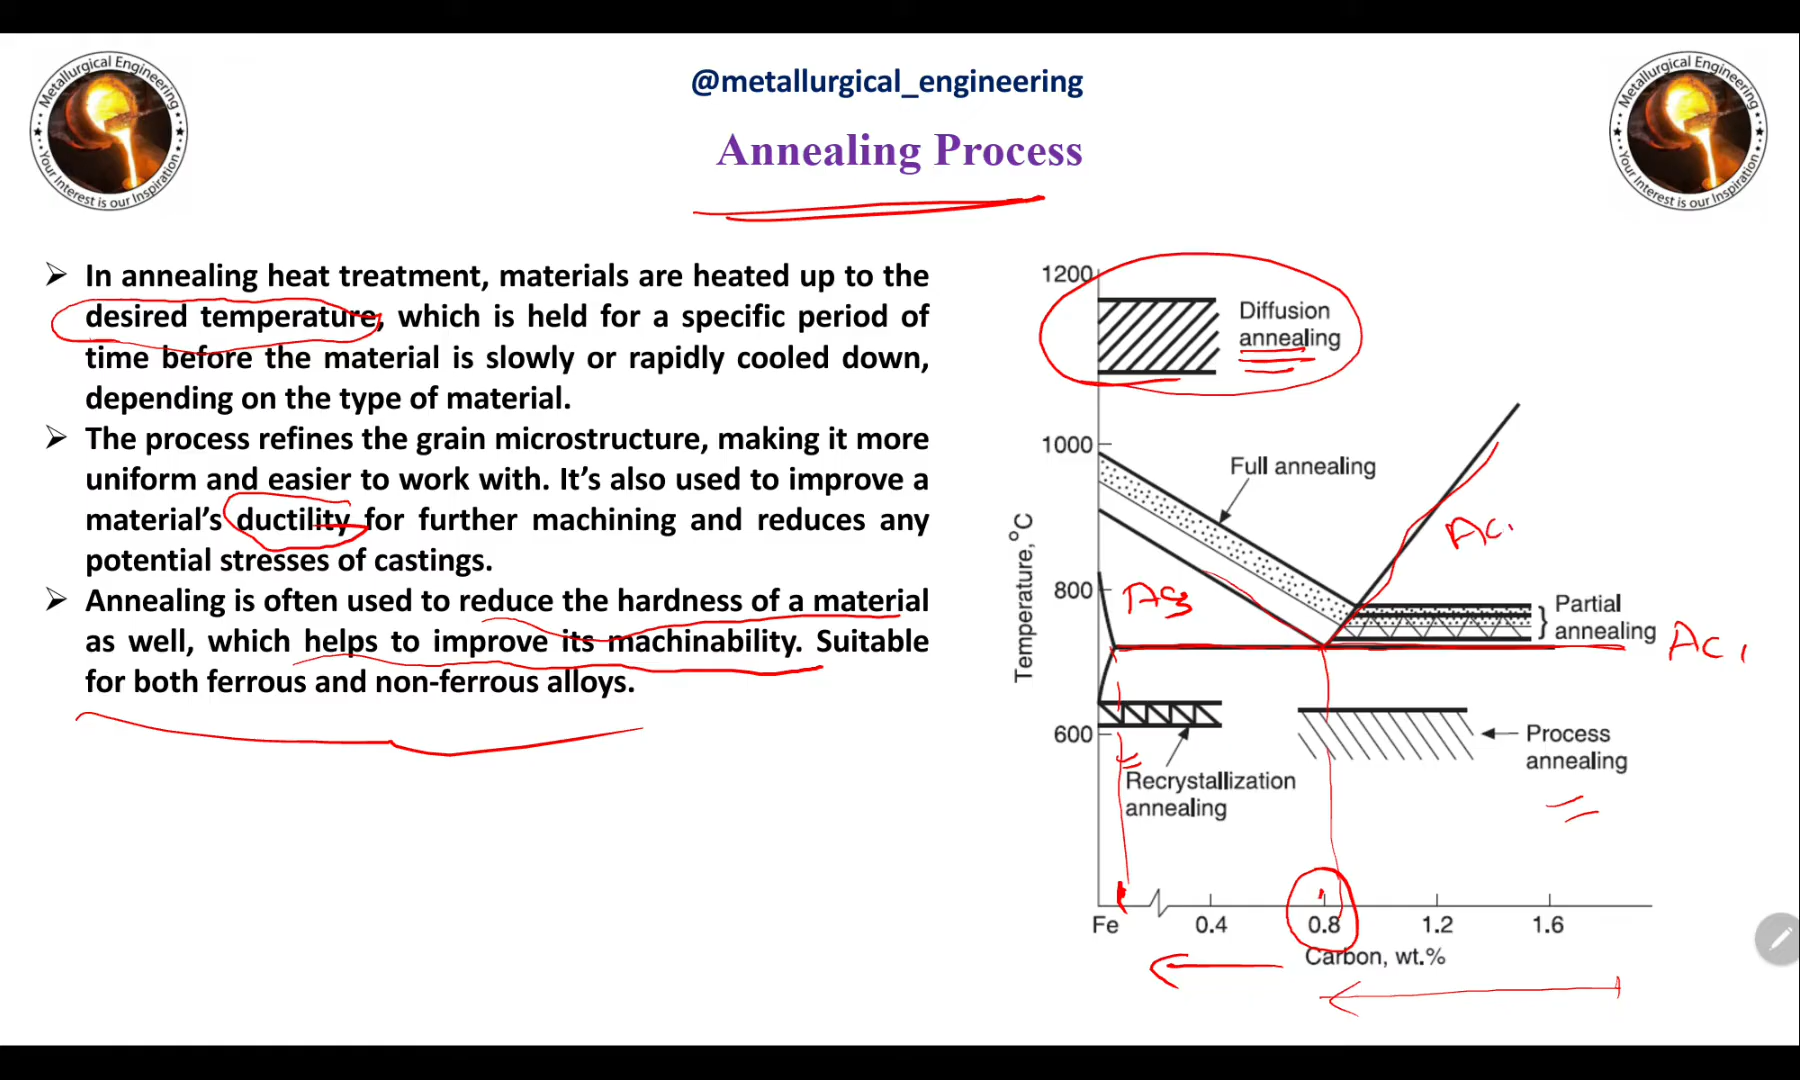 @metallurgical_engineering
Annealing Process
Metallurgical Engineering
Your Interest is our Inspiration
Metallurgical Engineering
Your Interest is our Inspiration
➢ In annealing heat treatment, materials are heated up to the
desired temperature, which is held for a specific period of
time before the material is slowly or rapidly cooled down,
depending on the type of material.
➢ The process refines the grain microstructure, making it more
uniform and easier to work with. It’s also used to improve a
material’s ductility for further machining and reduces any
potential stresses of castings.
➢ Annealing is often used to reduce the hardness of a material
as well, which helps to improve its machinability. Suitable
for both ferrous and non-ferrous alloys.
1200
Diffusion
annealing
1000
Full annealing
Temperature, °C
800
A3
Partial
annealing
Ac1
600
Process
annealing
Recrystallization
annealing
Fe
0.4
0.8
1.2
1.6
Carbon, wt.%